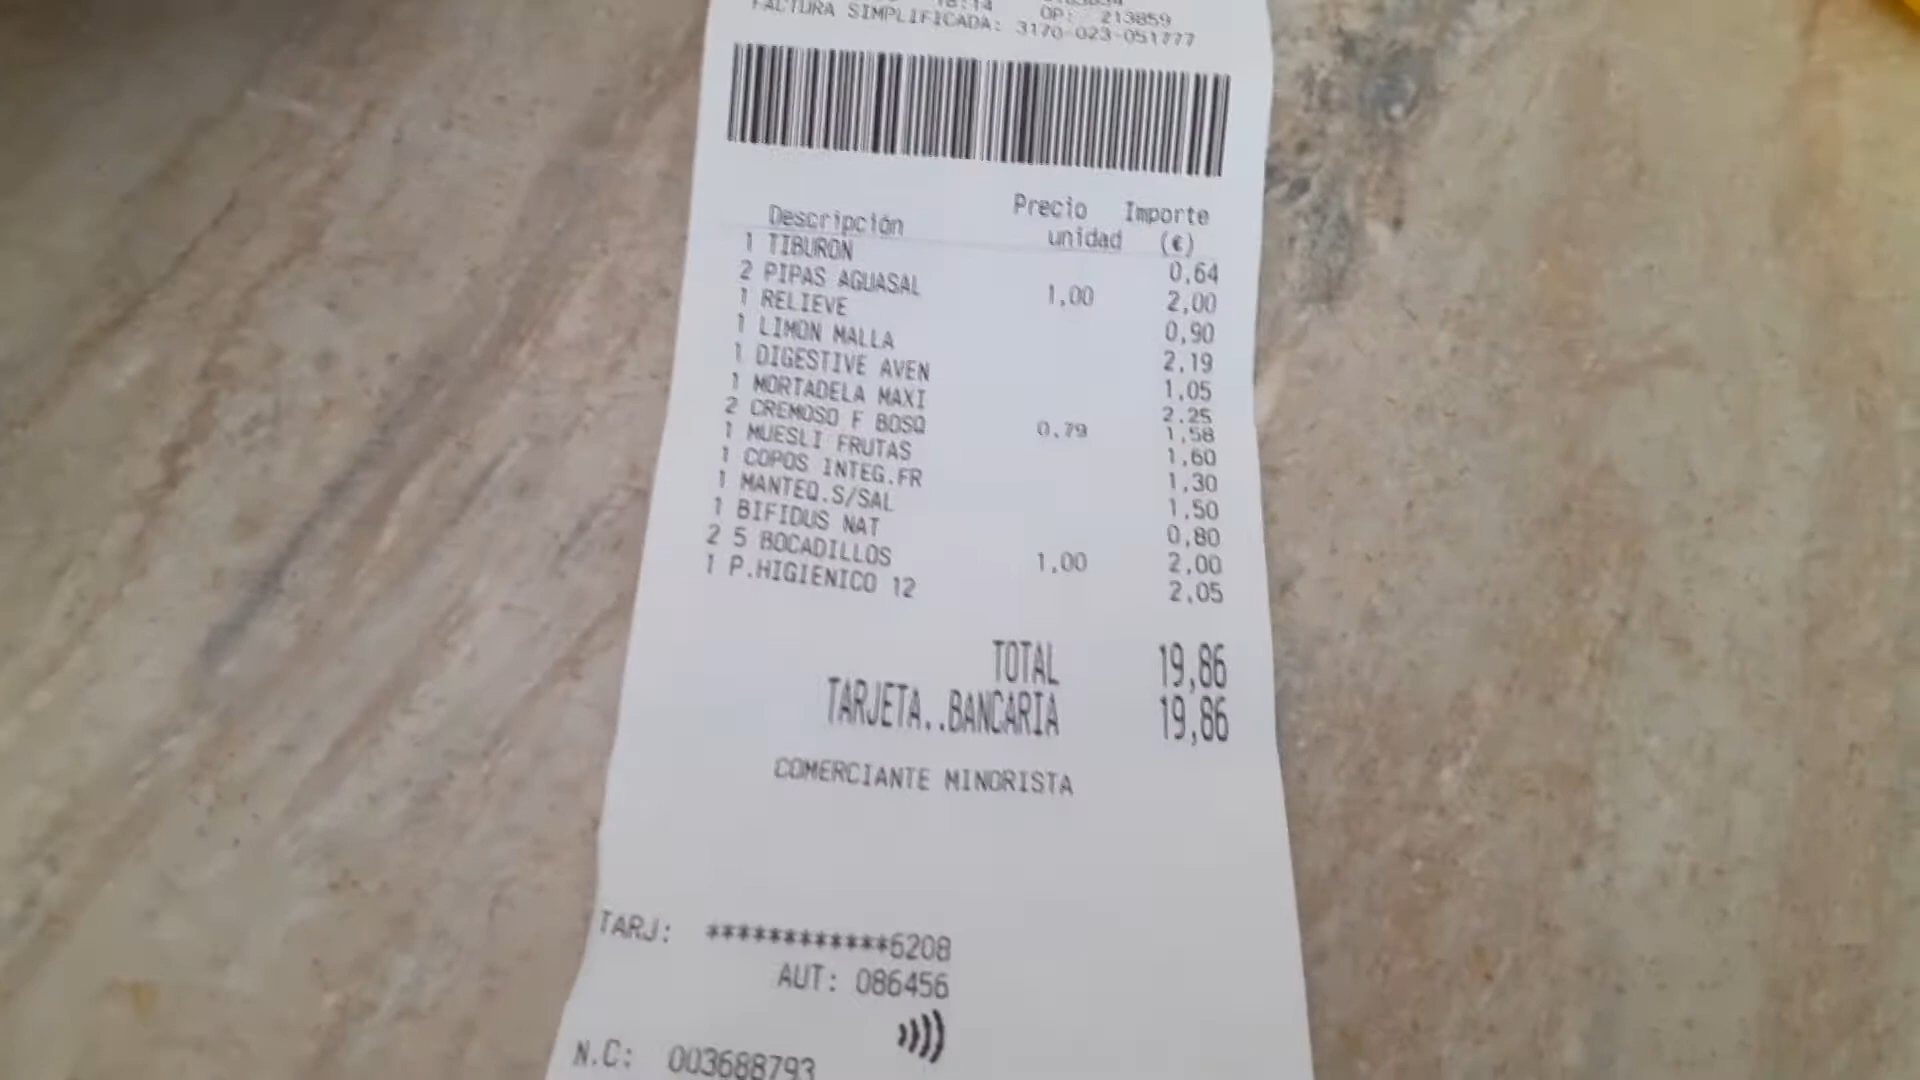 18:14
OP: 213859
FACTURA SIMPLIFICADA: 3170-023-051777
Descripción Precio unidad Importe (€)
1 TIBURON 0,64
2 PIPAS AGUASAL 1,00 2,00
1 RELIEVE 0,90
1 LIMON MALLA 2,19
1 DIGESTIVE AVEN 1,05
1 MORTADELA MAXI 2,25
2 CREMOSO F BOSQ 0,79 1,58
1 MUESLI FRUTAS 1,60
1 COPOS INTEG.FR 1,30
1 MANTEQ.S/SAL 1,50
1 BIFIDUS NAT 0,80
2 5 BOCADILLOS 1,00 2,00
1 P.HIGIENICO 12 2,05
TOTAL 19,86
TARJETA..BANCARIA 19,86
COMERCIANTE MINORISTA
TARJ: ************6208
AUT: 086456
N.C: 003688793